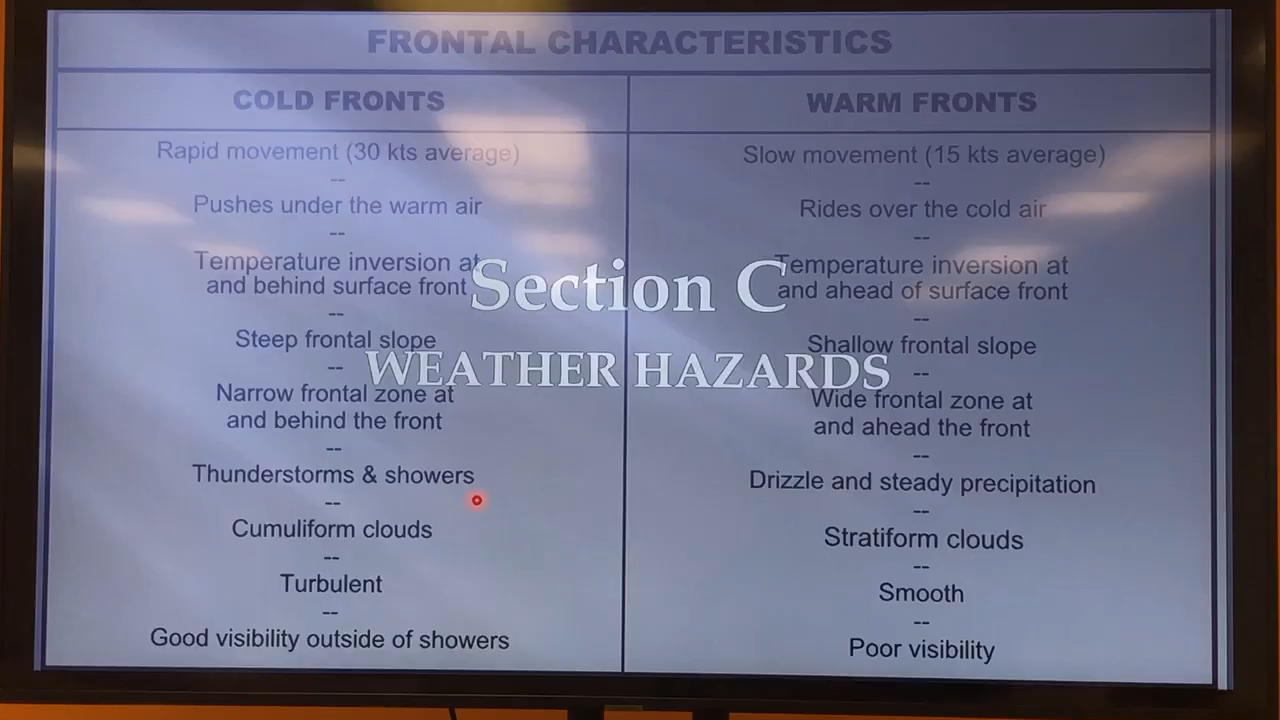 FRONTAL CHARACTERISTICS
COLD FRONTS
Rapid movement (30 kts average)
--
Pushes under the warm air
--
Temperature inversion at
and behind surface front
--
Steep frontal slope
--
Narrow frontal zone at
and behind the front
--
Thunderstorms & showers
--
Cumuliform clouds
--
Turbulent
--
Good visibility outside of showers
WARM FRONTS
Slow movement (15 kts average)
--
Rides over the cold air
--
Temperature inversion at
and ahead of surface front
--
Shallow frontal slope
--
Wide frontal zone at
and ahead the front
--
Drizzle and steady precipitation
--
Stratiform clouds
--
Smooth
--
Poor visibility
Section C
WEATHER HAZARDS